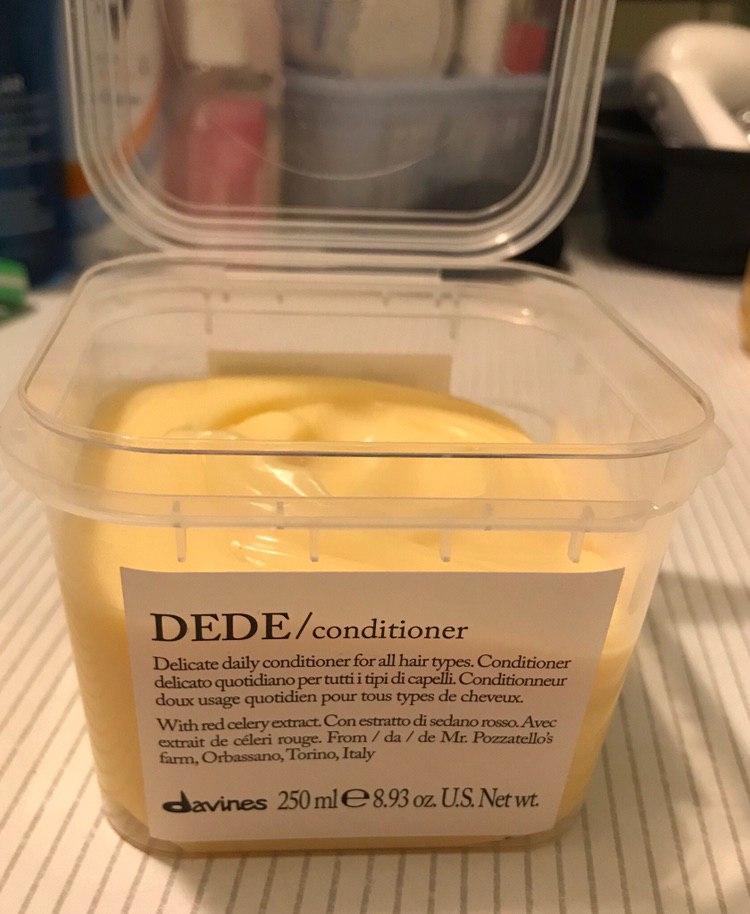 DEDE/conditioner
Delicate daily conditioner for all hair types. Conditioner
delicato quotidiano per tutti i tipi di capelli. Conditionneur
doux usage quotidien pour tous types de cheveux.
With red celery extract. Con estratto di sedano rosso. Avec
extrait de céleri rouge. From / da / de Mr. Pozzatello's
farm, Orbassano, Torino, Italy
davines 250 ml ℮ 8.93 oz. U.S. Net wt.